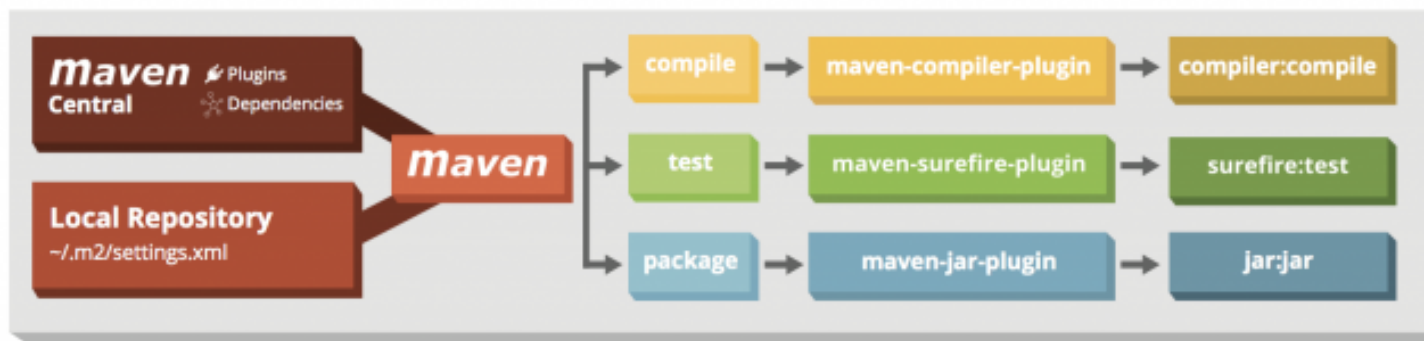 maven Plugins
Central Dependencies
Local Repository
~/.m2/settings.xml
maven
compile maven-compiler-plugin compiler:compile
test maven-surefire-plugin surefire:test
package maven-jar-plugin jar:jar